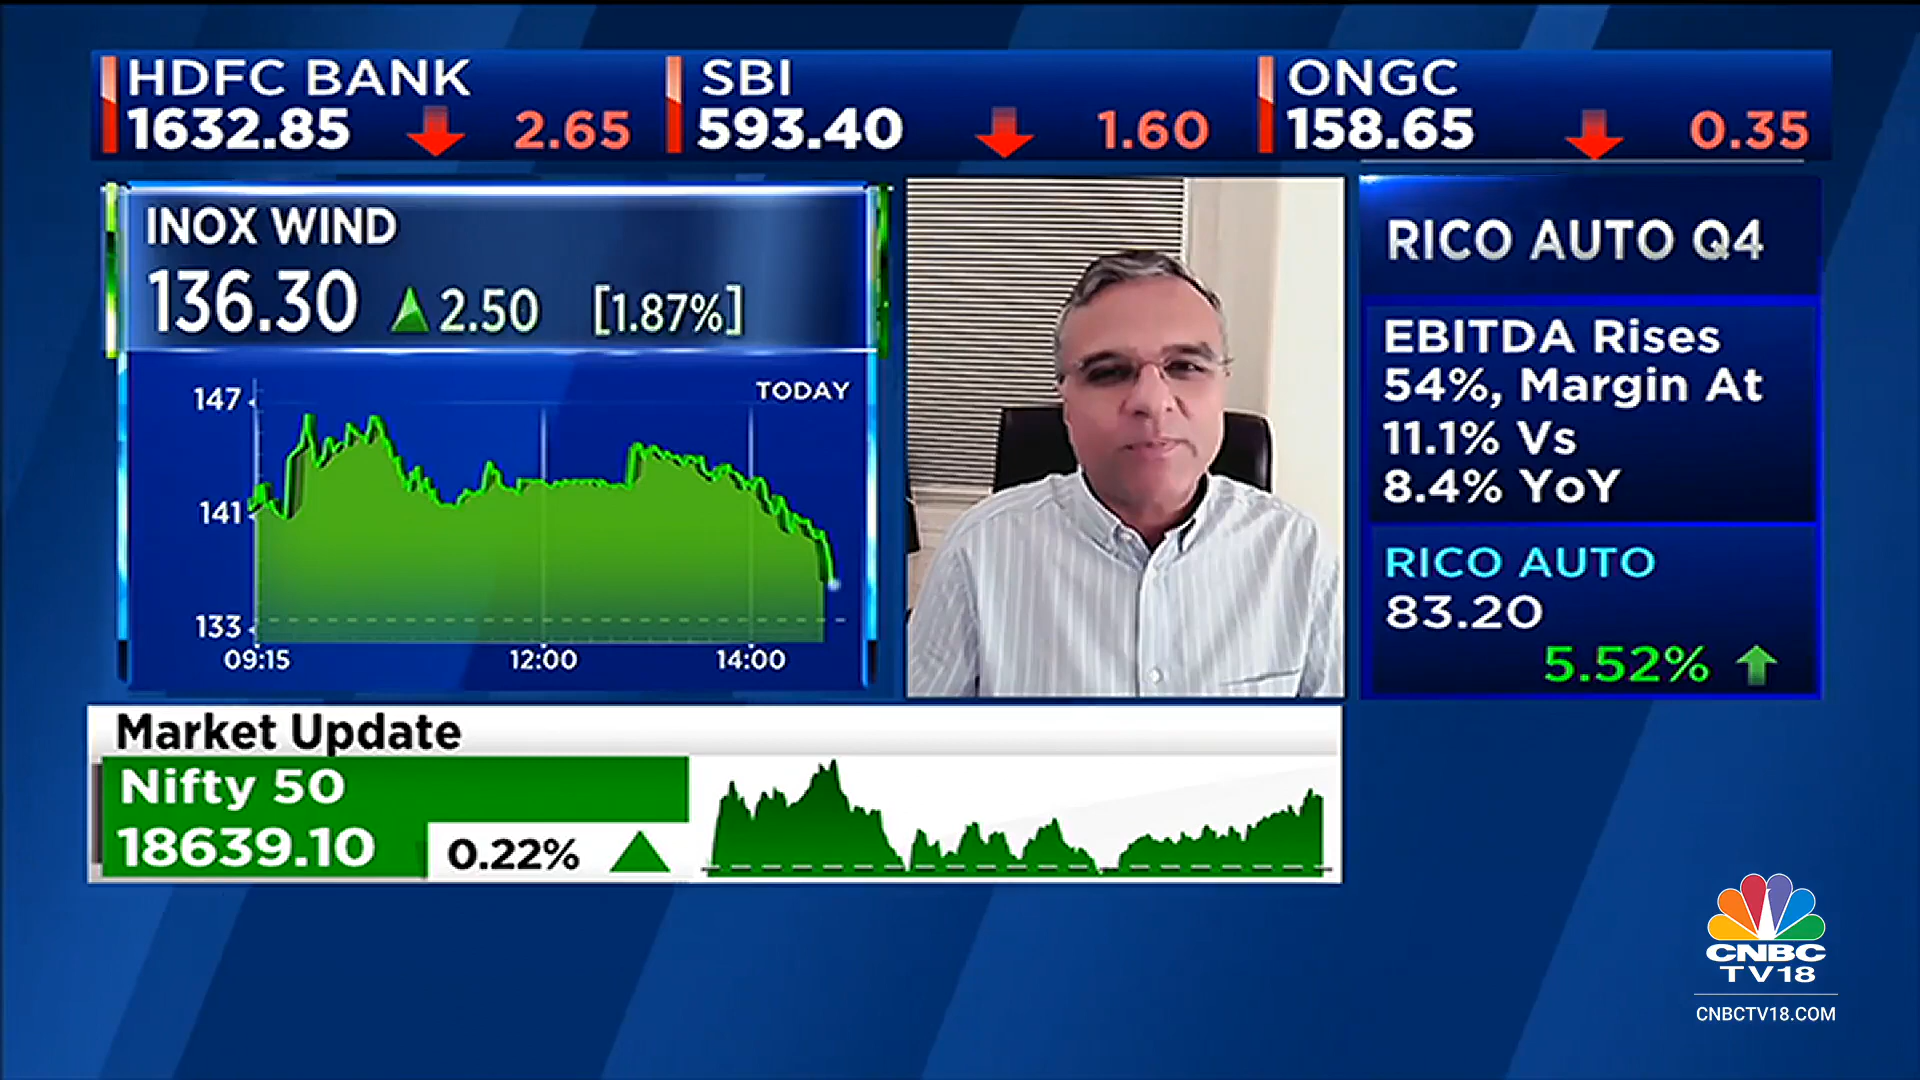 HDFC BANK
1632.85 2.65
SBI
593.40 1.60
ONGC
158.65 0.35
INOX WIND
136.30 2.50 [1.87%]
TODAY
147
141
133
09:15 12:00 14:00
RICO AUTO Q4
EBITDA Rises
54%, Margin At
11.1% Vs
8.4% YoY
RICO AUTO
83.20
5.52%
Market Update
Nifty 50
18639.10
0.22%
CNBC
TV18
CNBCTV18.COM